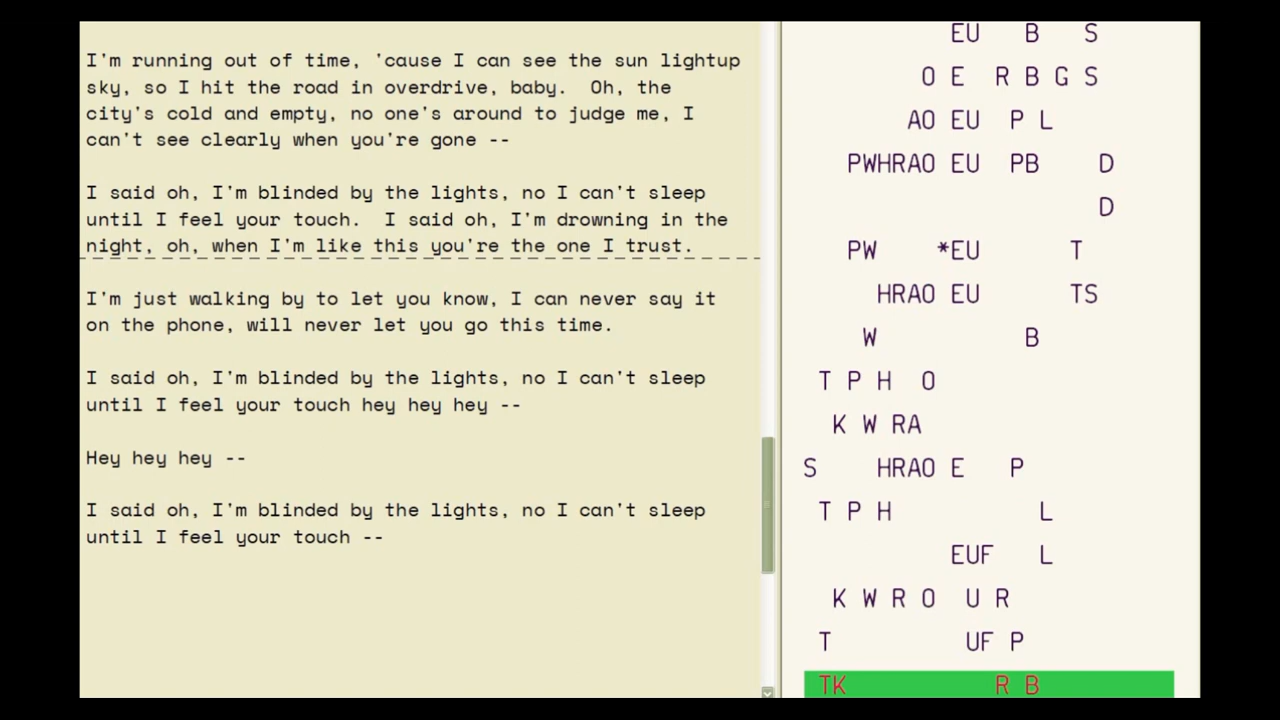 I'm running out of time, 'cause I can see the sun lightup
sky, so I hit the road in overdrive, baby.  Oh, the
city's cold and empty, no one's around to judge me, I
can't see clearly when you're gone --
I said oh, I'm blinded by the lights, no I can't sleep
until I feel your touch.  I said oh, I'm drowning in the
night, oh, when I'm like this you're the one I trust.
I'm just walking by to let you know, I can never say it
on the phone, will never let you go this time.
I said oh, I'm blinded by the lights, no I can't sleep
until I feel your touch hey hey hey --
Hey hey hey --
I said oh, I'm blinded by the lights, no I can't sleep
until I feel your touch --
EU B S
O E R B G S
AO EU P L
PWHRAO EU PB D
D
PW *EU T
HRAO EU TS
W B
T P H O
K W RA
S HRAO E P
T P H L
EUF L
K W R O U R
T UF P
TK R B